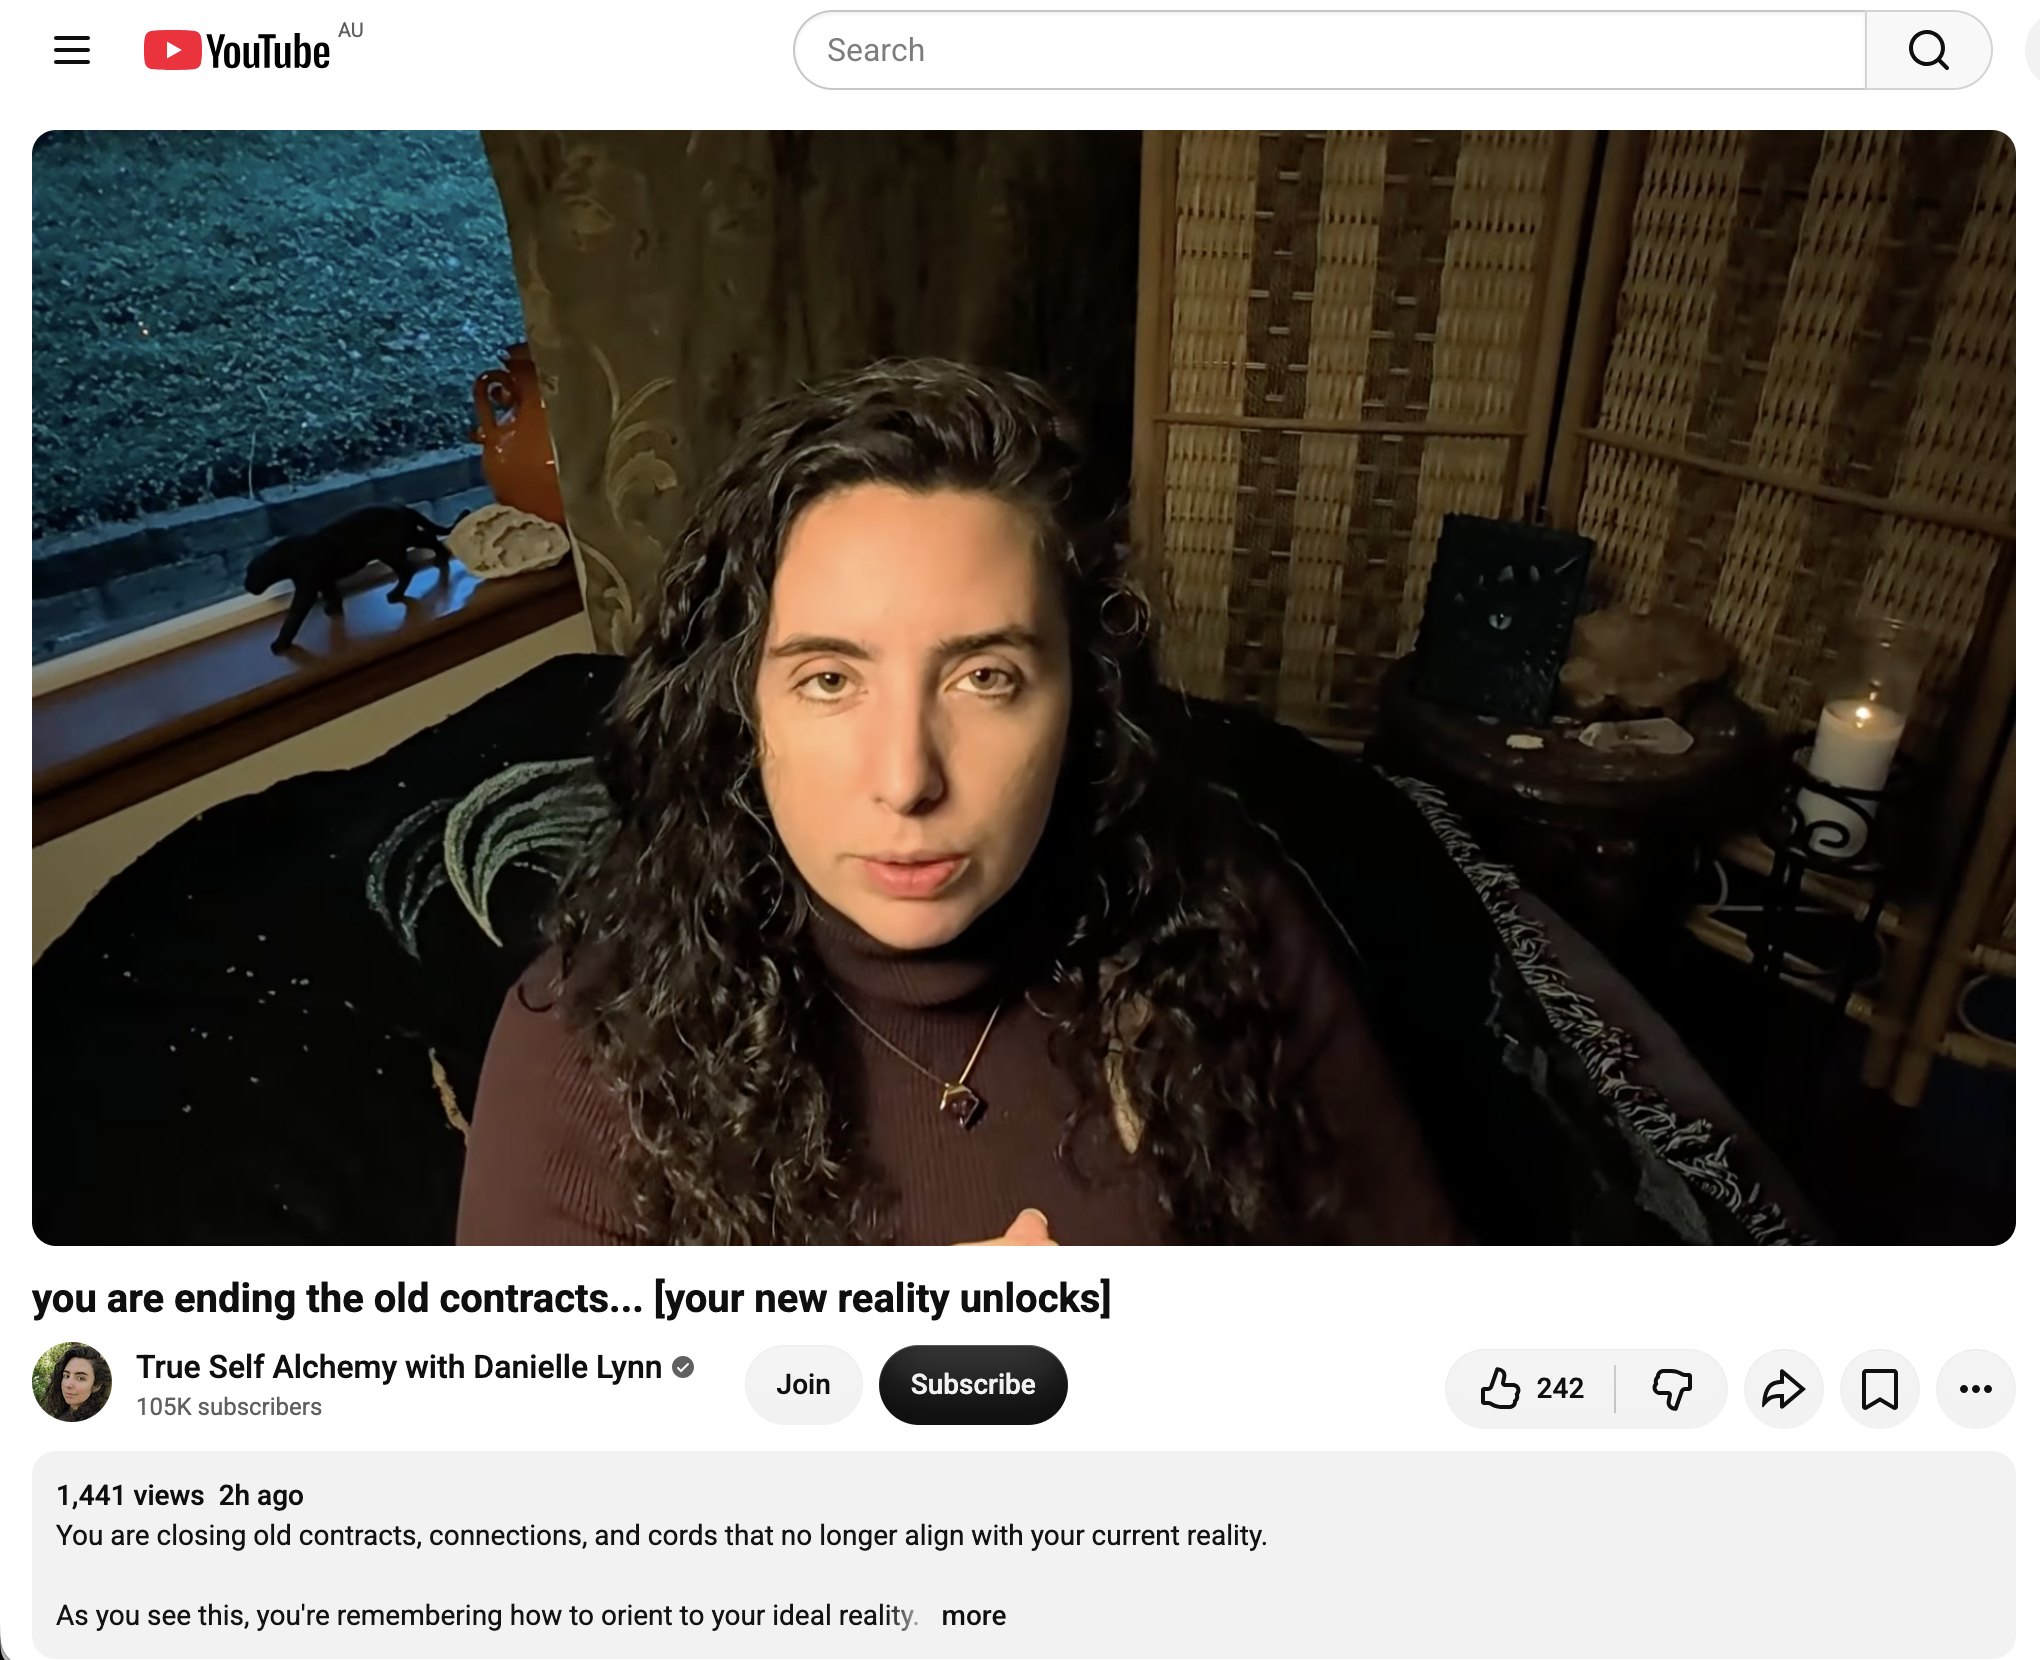 YouTube AU
Search
you are ending the old contracts... [your new reality unlocks]
True Self Alchemy with Danielle Lynn
105K subscribers
Join
Subscribe
242
1,441 views 2h ago
You are closing old contracts, connections, and cords that no longer align with your current reality.
As you see this, you're remembering how to orient to your ideal reality. more